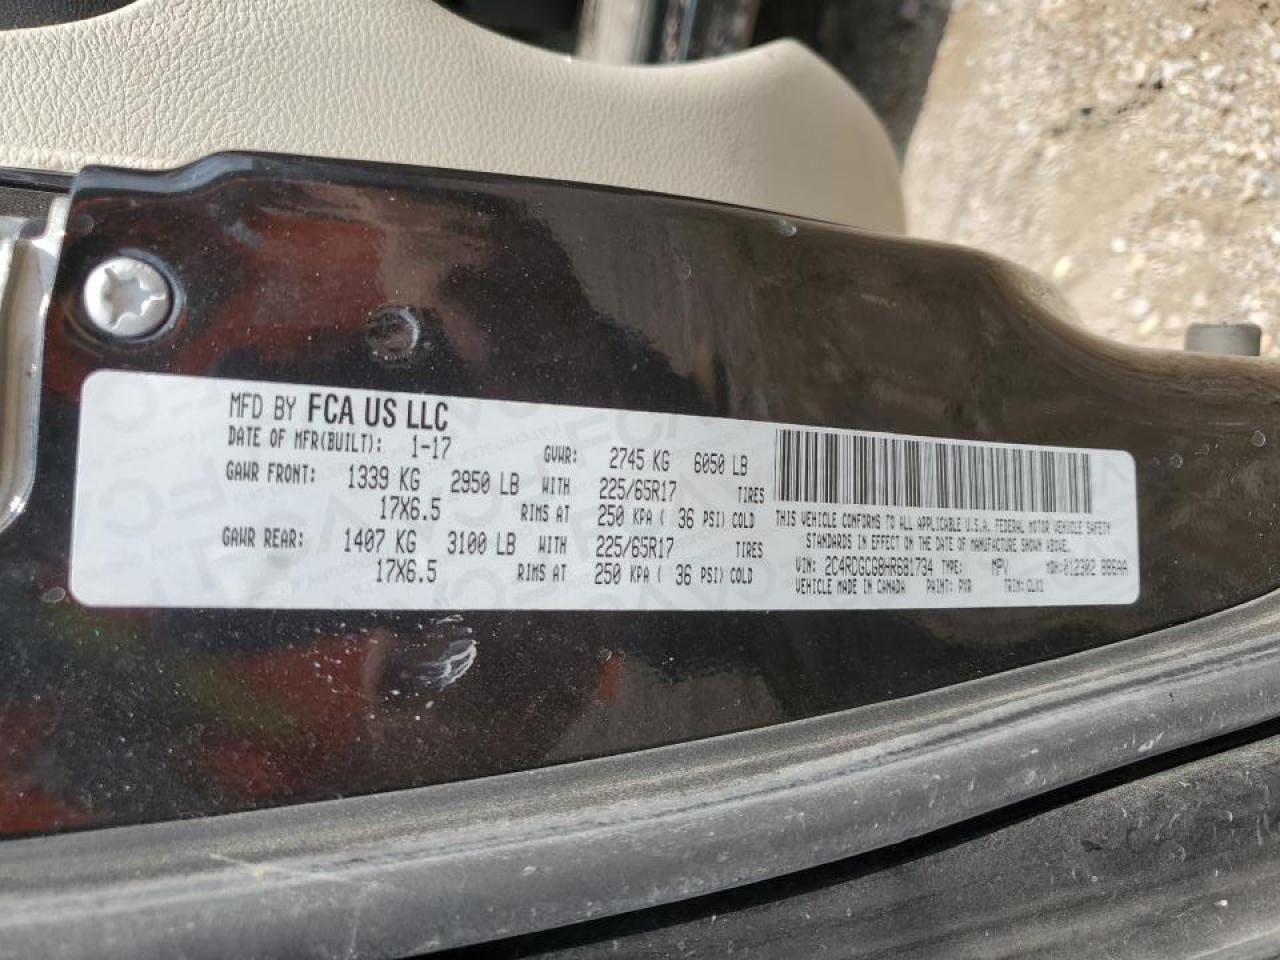 MFD BY FCA US LLC
DATE OF MFR(BUILT): 1-17 GVWR: 2745 KG 6050 LB
GAWR FRONT: 1339 KG 2950 LB WITH 225/65R17 TIRES
17X6.5 RIMS AT 250 KPA ( 36 PSI) COLD
GAWR REAR: 1407 KG 3100 LB WITH 225/65R17 TIRES
17X6.5 RIMS AT 250 KPA ( 36 PSI) COLD
THIS VEHICLE CONFORMS TO ALL APPLICABLE U.S.A. FEDERAL MOTOR VEHICLE SAFETY
STANDARDS IN EFFECT ON THE DATE OF MANUFACTURE SHOWN ABOVE.
VIN: 2C4RDGCG8HR681734 TYPE: MPV MDH: 012302
VEHICLE MADE IN CANADA PAINT: PXR TRIM: